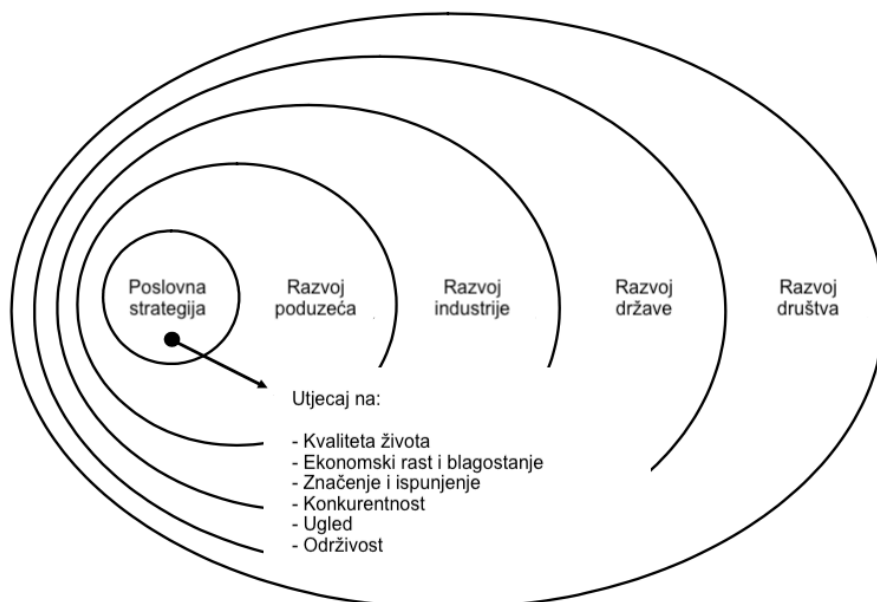 Poslovna
strategija
Razvoj
poduzeća
Razvoj
industrije
Razvoj
države
Razvoj
društva
Utjecaj na:
- Kvaliteta života
- Ekonomski rast i blagostanje
- Značenje i ispunjenje
- Konkurentnost
- Ugled
- Održivost